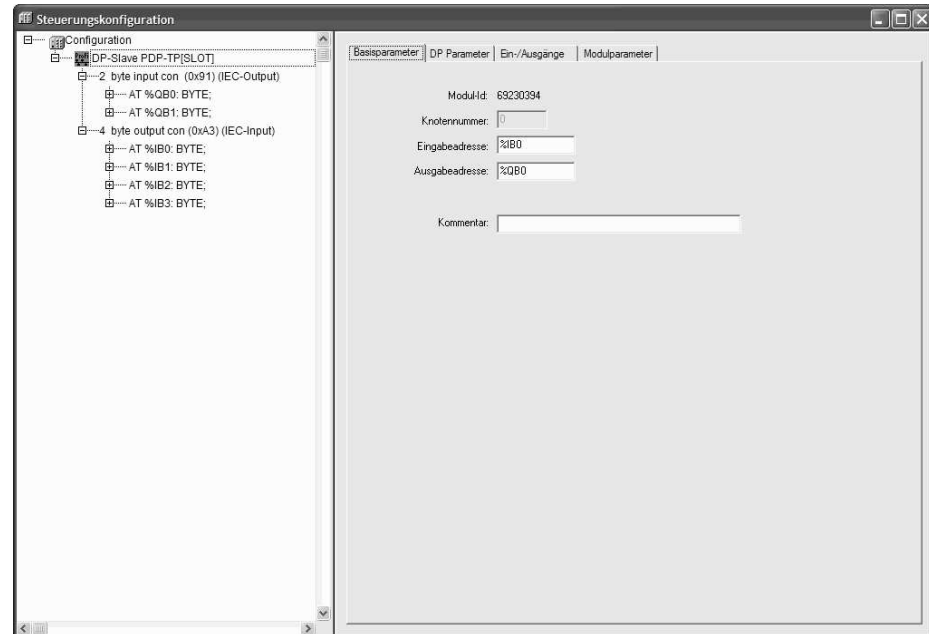 Steuerungskonfiguration
Configuration
DP-Slave PDP-TP[SLOT]
2 byte input con (0x91) (IEC-Output)
AT %QB0: BYTE;
AT %QB1: BYTE;
4 byte output con (0xA3) (IEC-Input)
AT %IB0: BYTE;
AT %IB1: BYTE;
AT %IB2: BYTE;
AT %IB3: BYTE;
Basisparameter DP Parameter Ein-/Ausgänge Modulparameter
Modul-Id: 69230394
Knotennummer: 0
Eingabeadresse: %IB0
Ausgabeadresse: %QB0
Kommentar: